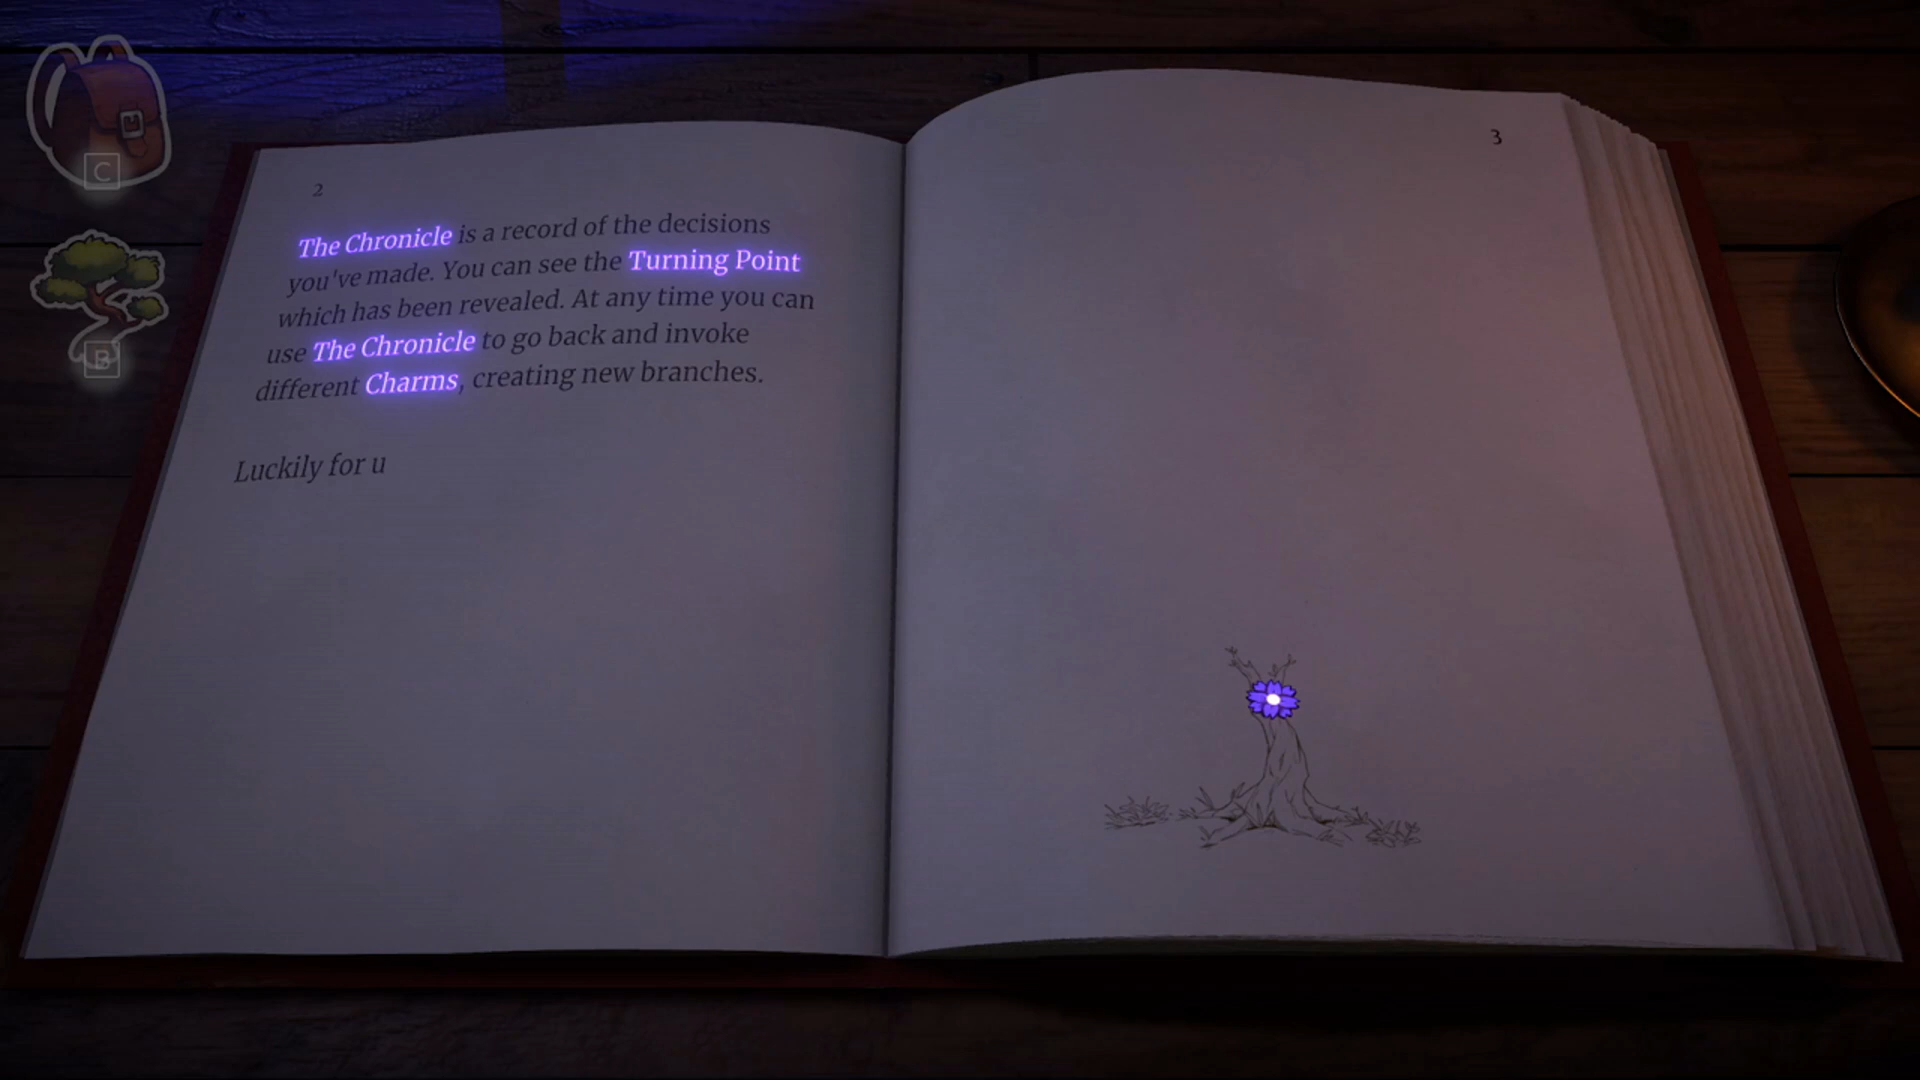 C
B
2
The Chronicle is a record of the decisions
you've made. You can see the Turning Point
which has been revealed. At any time you can
use The Chronicle to go back and invoke
different Charms, creating new branches.
Luckily for u
3